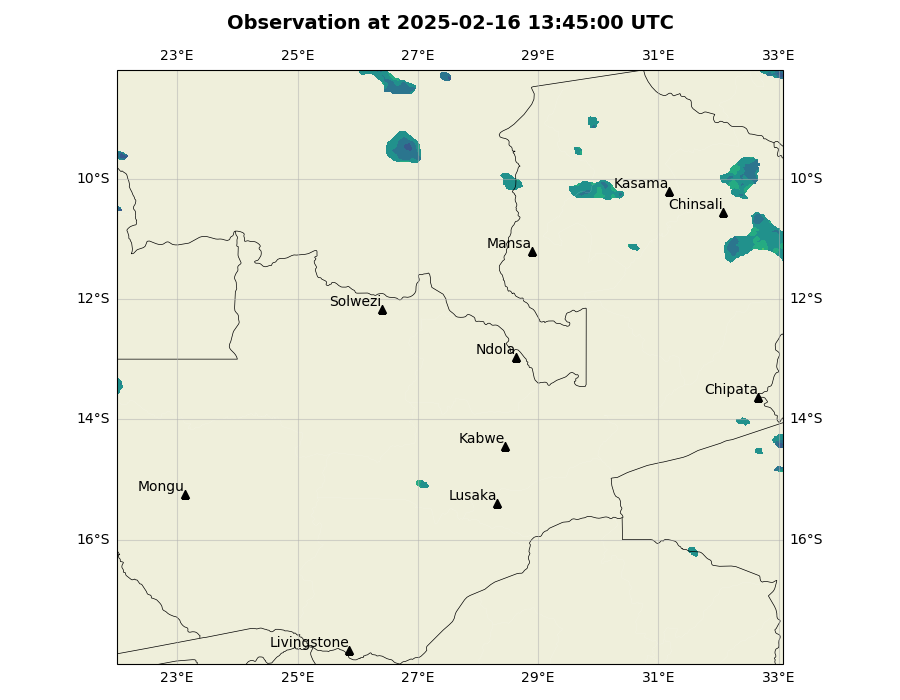 Observation at 2025-02-16 13:45:00 UTC
23°E 25°E 27°E 29°E 31°E 33°E
10°S Kasama 10°S
Chinsali
Mansa
12°S Solwezi 12°S
Ndola
Chipata
14°S 14°S
Kabwe
Mongu Lusaka
16°S 16°S
Livingstone
23°E 25°E 27°E 29°E 31°E 33°E